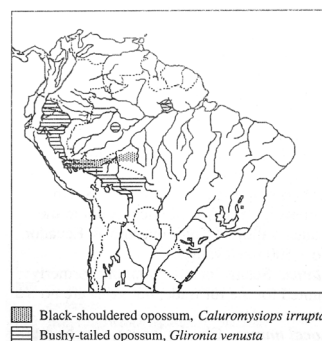 Black-shouldered opossum, Caluromysiops irrupta
Bushy-tailed opossum, Glironia venusta